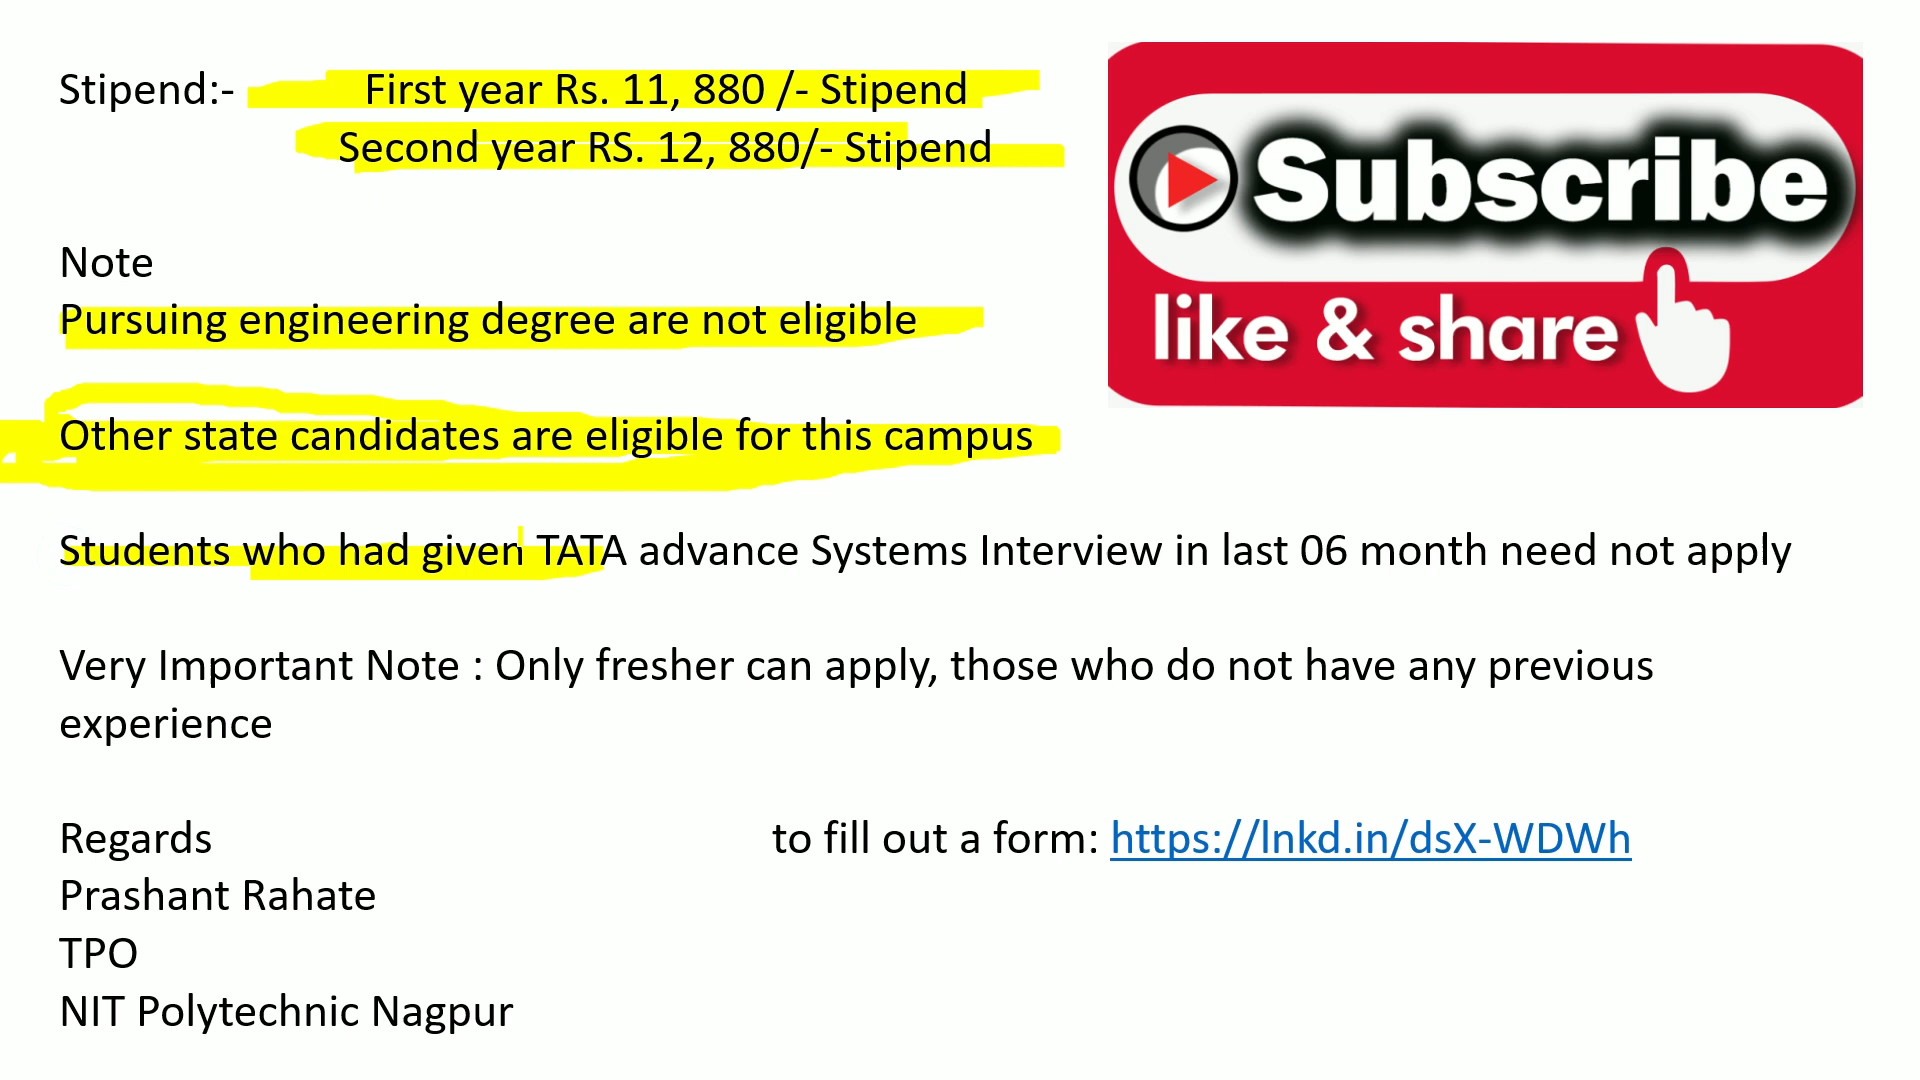 Stipend:- First year Rs. 11, 880 /- Stipend
Second year RS. 12, 880/- Stipend
Subscribe
like & share
Note
Pursuing engineering degree are not eligible
Other state candidates are eligible for this campus
Students who had given TATA advance Systems Interview in last 06 month need not apply
Very Important Note : Only fresher can apply, those who do not have any previous
experience
Regards to fill out a form: https://lnkd.in/dsX-WDWh
Prashant Rahate
TPO
NIT Polytechnic Nagpur